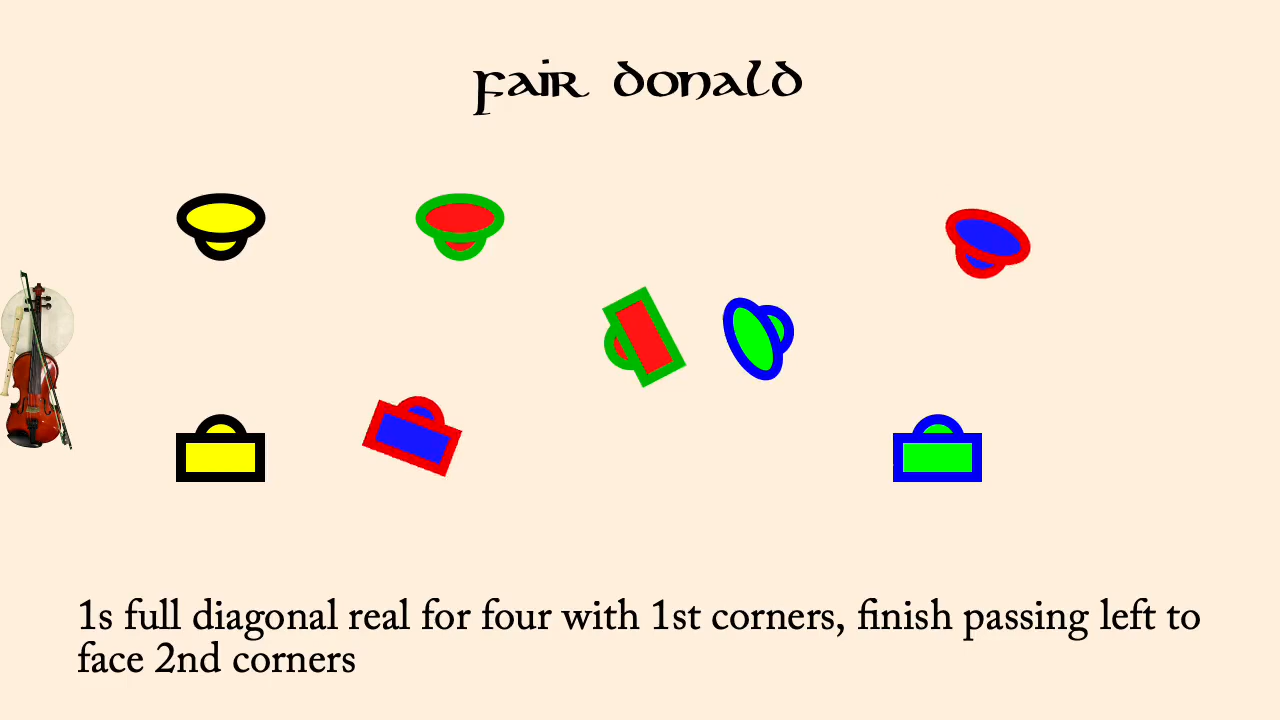 Fair Donald
1s full diagonal real for four with 1st corners, finish passing left to
face 2nd corners